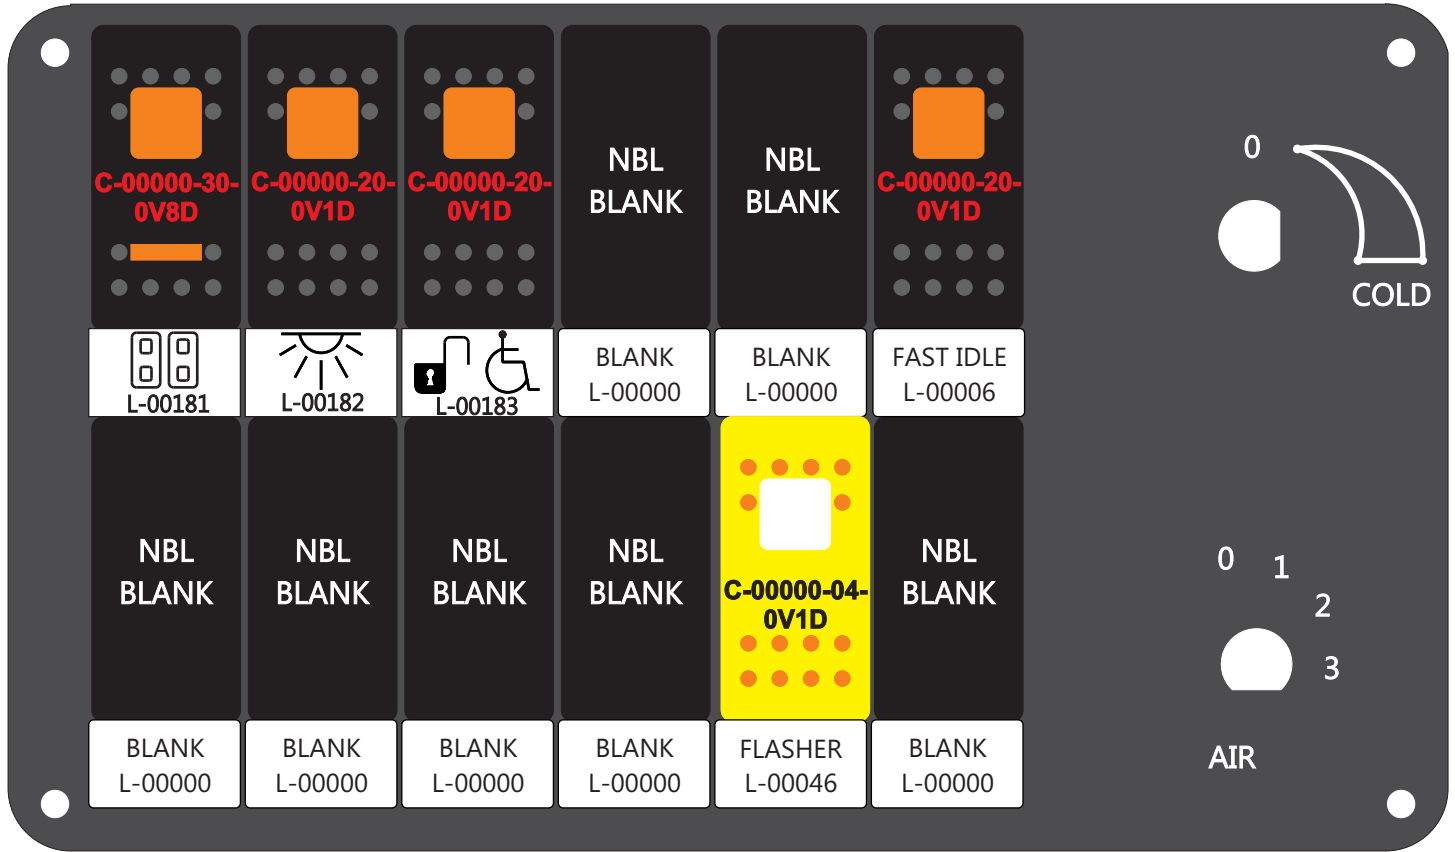 C-00000-30-
0V8D
C-00000-20-
0V1D
C-00000-20-
0V1D
NBL
BLANK
NBL
BLANK
C-00000-20-
0V1D
L-00181
L-00182
L-00183
BLANK
L-00000
BLANK
L-00000
FAST IDLE
L-00006
NBL
BLANK
NBL
BLANK
NBL
BLANK
NBL
BLANK
C-00000-04-
0V1D
NBL
BLANK
BLANK
L-00000
BLANK
L-00000
BLANK
L-00000
BLANK
L-00000
FLASHER
L-00046
BLANK
L-00000
0
COLD
0
1
2
3
AIR